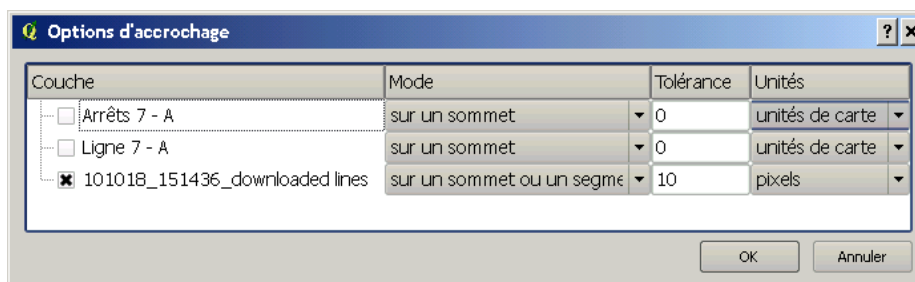 Options d'accrochage
Couche Mode Tolérance Unités
Arrêts 7 - A sur un sommet 0 unités de carte
Ligne 7 - A sur un sommet 0 unités de carte
101018_151436_downloaded lines sur un sommet ou un segme 10 pixels
OK Annuler